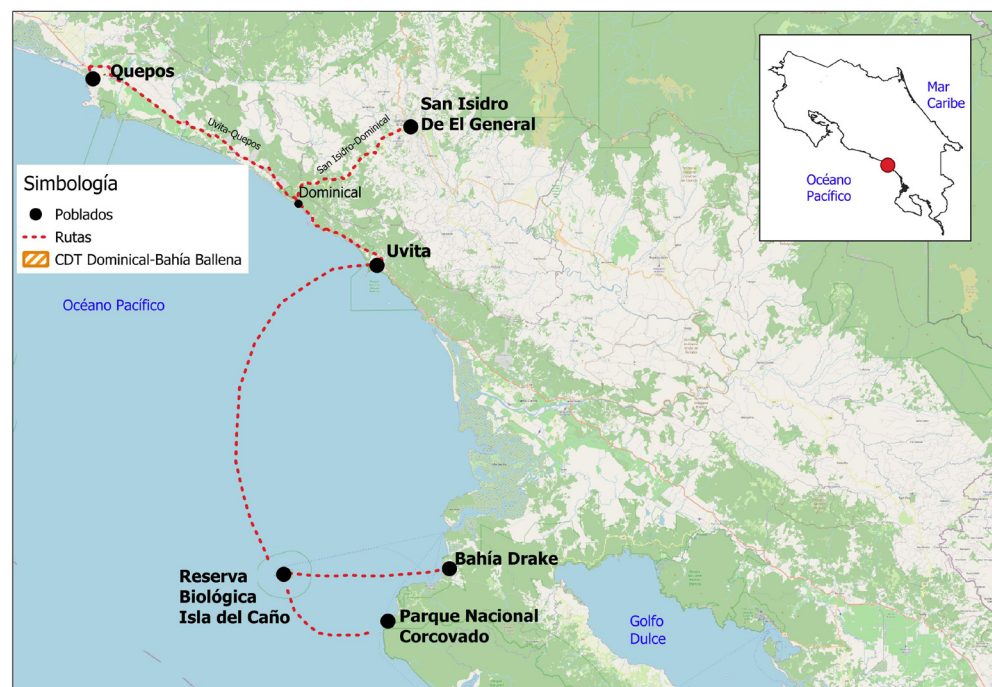 Quepos
San Isidro
De El General
Uvita-Quepos
San Isidro-Dominical
Dominical
Uvita
Simbología
Poblados
Rutas
CDT Dominical-Bahía Ballena
Océano Pacífico
Mar
Caribe
Océano
Pacífico
Reserva
Biológica
Isla del Caño
Bahía Drake
Parque Nacional
Corcovado
Golfo
Dulce